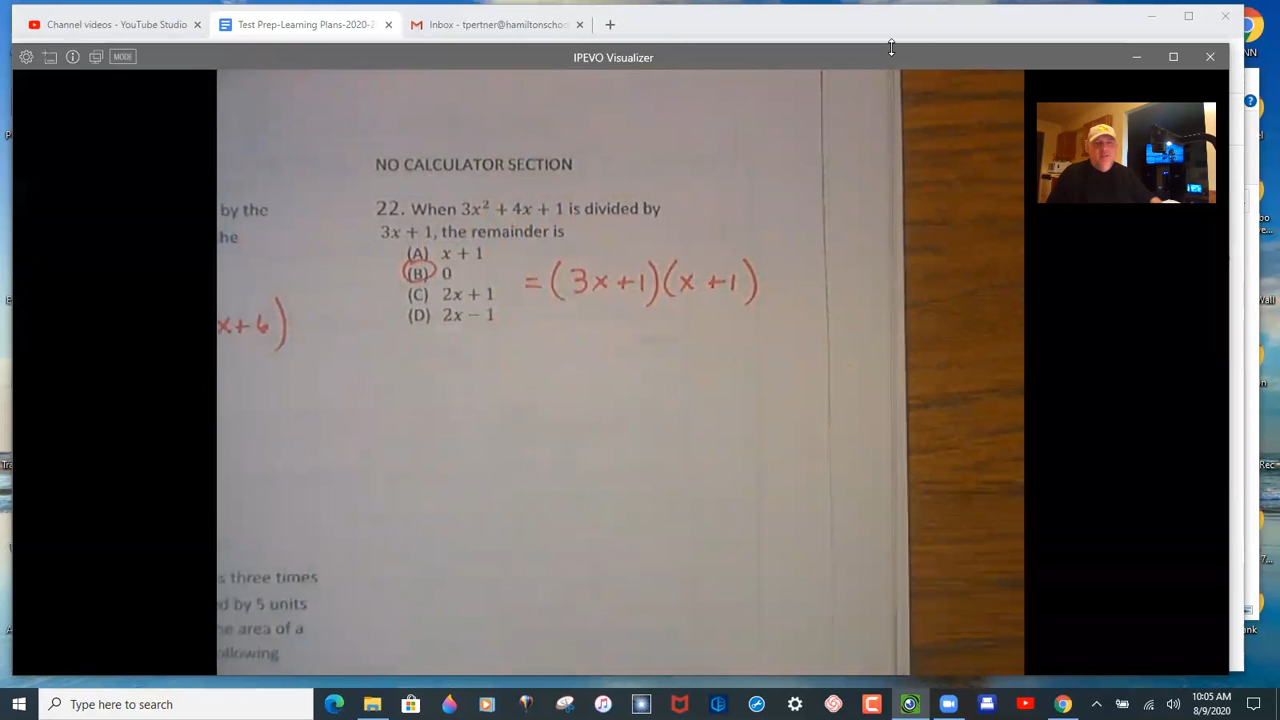 Channel videos - YouTube Studio
Test Prep-Learning Plans-2020-2
Inbox - tpertner@hamiltonschoo
MODE
IPEVO Visualizer
NO CALCULATOR SECTION
by the
he
x+6)
22. When 3x² + 4x + 1 is divided by
3x + 1, the remainder is
(A) x + 1
(B) 0
(C) 2x + 1
(D) 2x − 1
= (3x+1)(x+1)
s three times
d by 5 units
e area of a
ollowing
Type here to search
10:05 AM
8/9/2020